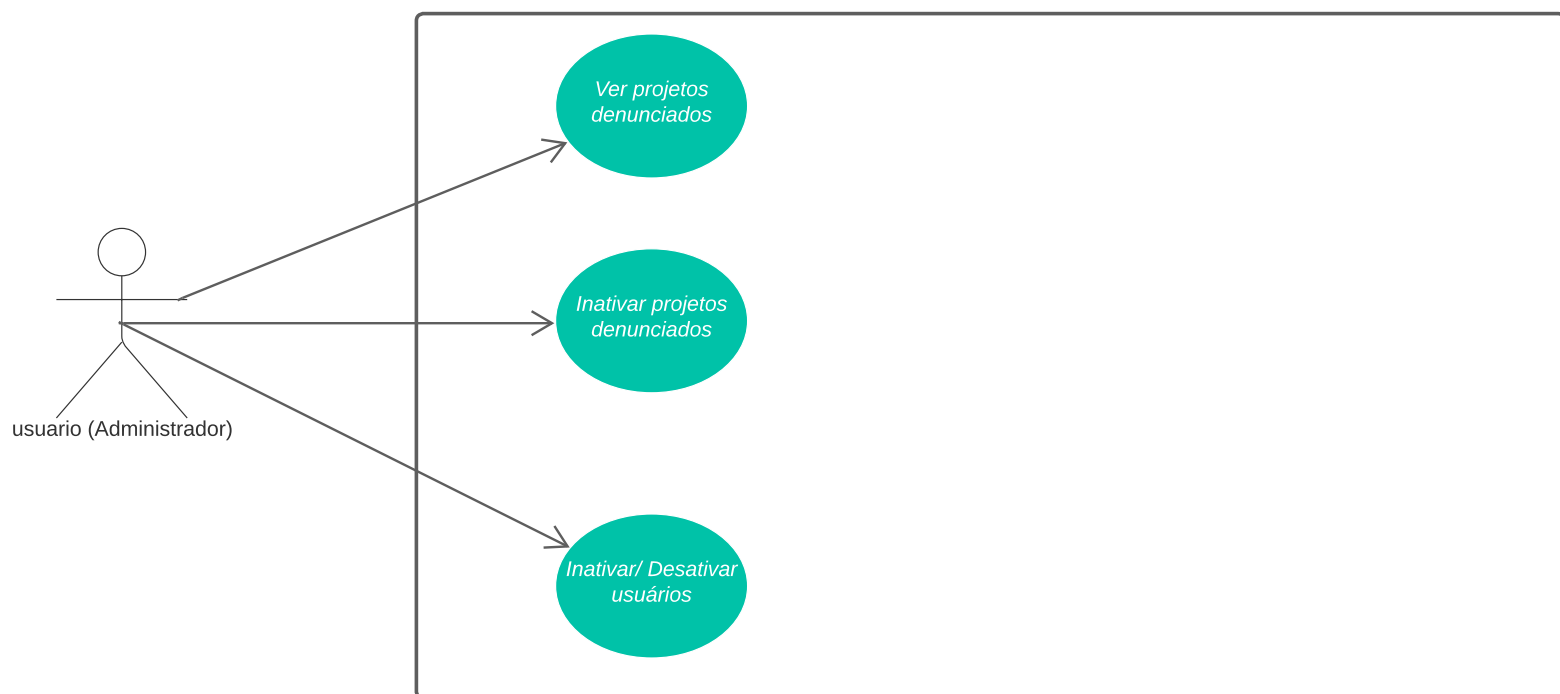 Ver projetos
denunciados
Inativar projetos
denunciados
usuario (Administrador)
Inativar/ Desativar
usuários